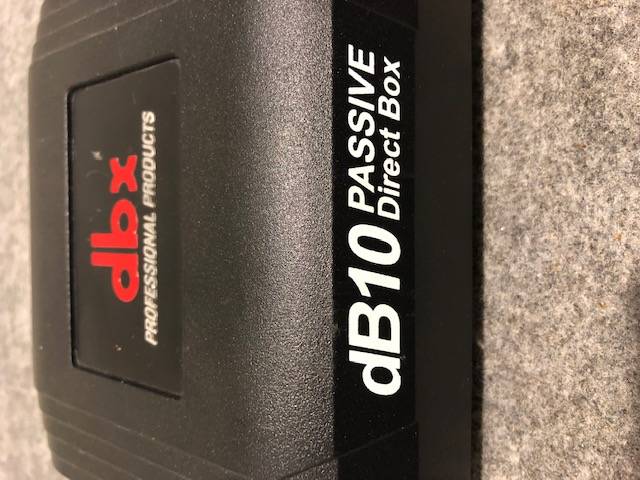 dbx
PROFESSIONAL PRODUCTS
dB10 PASSIVE
Direct Box